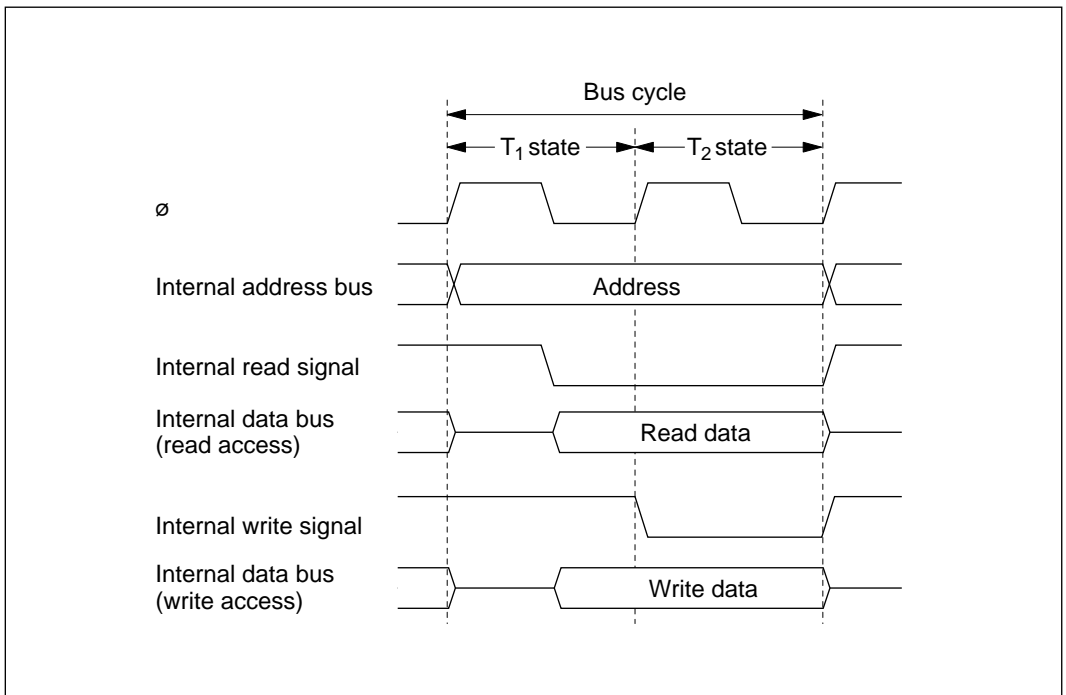 Bus cycle
T₁ state T₂ state
ø
Internal address bus Address
Internal read signal
Internal data bus
(read access)
Read data
Internal write signal
Internal data bus
(write access)
Write data